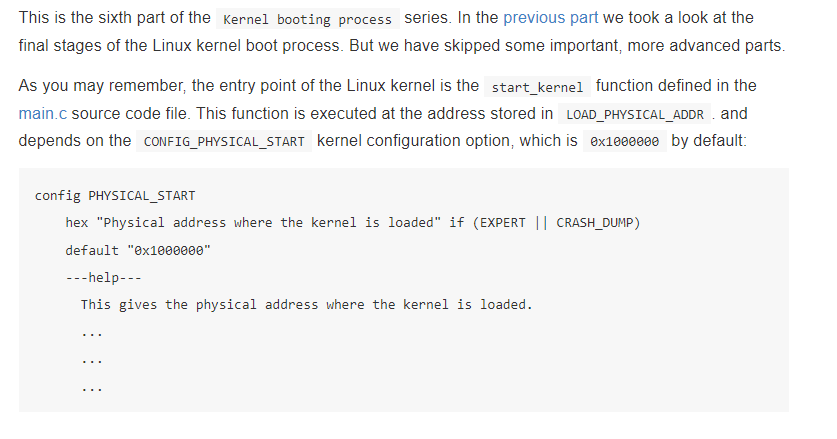 This is the sixth part of the Kernel booting process series. In the previous part we took a look at the
final stages of the Linux kernel boot process. But we have skipped some important, more advanced parts.
As you may remember, the entry point of the Linux kernel is the start_kernel function defined in the
main.c source code file. This function is executed at the address stored in LOAD_PHYSICAL_ADDR . and
depends on the CONFIG_PHYSICAL_START kernel configuration option, which is 0x1000000 by default:
config PHYSICAL_START
hex "Physical address where the kernel is loaded" if (EXPERT || CRASH_DUMP)
default "0x1000000"
---help---
This gives the physical address where the kernel is loaded.
...
...
...